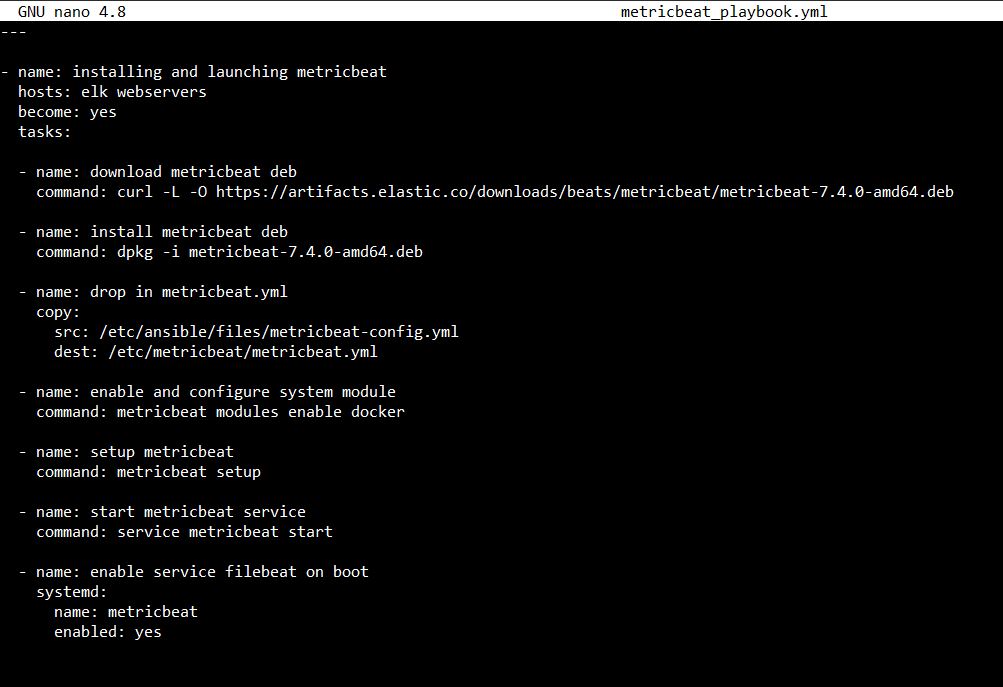 GNU nano 4.8 metricbeat_playbook.yml
---
- name: installing and launching metricbeat
hosts: elk webservers
become: yes
tasks:
- name: download metricbeat deb
command: curl -L -O https://artifacts.elastic.co/downloads/beats/metricbeat/metricbeat-7.4.0-amd64.deb
- name: install metricbeat deb
command: dpkg -i metricbeat-7.4.0-amd64.deb
- name: drop in metricbeat.yml
copy:
src: /etc/ansible/files/metricbeat-config.yml
dest: /etc/metricbeat/metricbeat.yml
- name: enable and configure system module
command: metricbeat modules enable docker
- name: setup metricbeat
command: metricbeat setup
- name: start metricbeat service
command: service metricbeat start
- name: enable service filebeat on boot
systemd:
name: metricbeat
enabled: yes